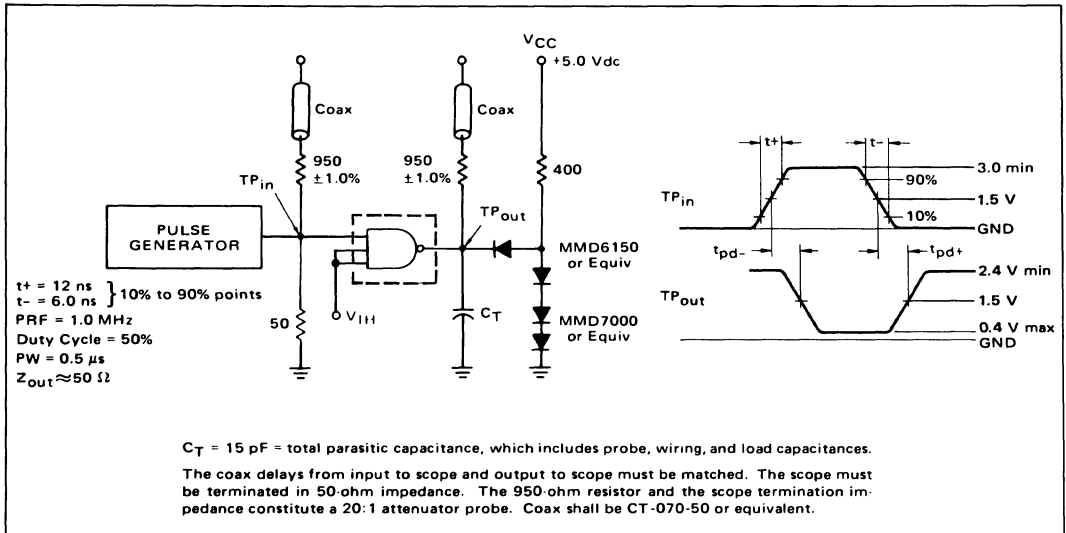 VCC
+5.0 Vdc
Coax
Coax
950
±1.0%
950
±1.0%
400
TPin
TPout
PULSE
GENERATOR
MMD6150
or Equiv
MMD7000
or Equiv
50
VIH
CT
t+ = 12 ns
t− = 6.0 ns
} 10% to 90% points
PRF = 1.0 MHz
Duty Cycle = 50%
PW = 0.5 μs
Zout ≈ 50 Ω
t+
t−
3.0 min
90%
1.5 V
10%
GND
TPin
tpd−
tpd+
2.4 V min
TPout
1.5 V
0.4 V max
GND
CT = 15 pF = total parasitic capacitance, which includes probe, wiring, and load capacitances.
The coax delays from input to scope and output to scope must be matched. The scope must
be terminated in 50-ohm impedance. The 950-ohm resistor and the scope termination im-
pedance constitute a 20:1 attenuator probe. Coax shall be CT-070-50 or equivalent.